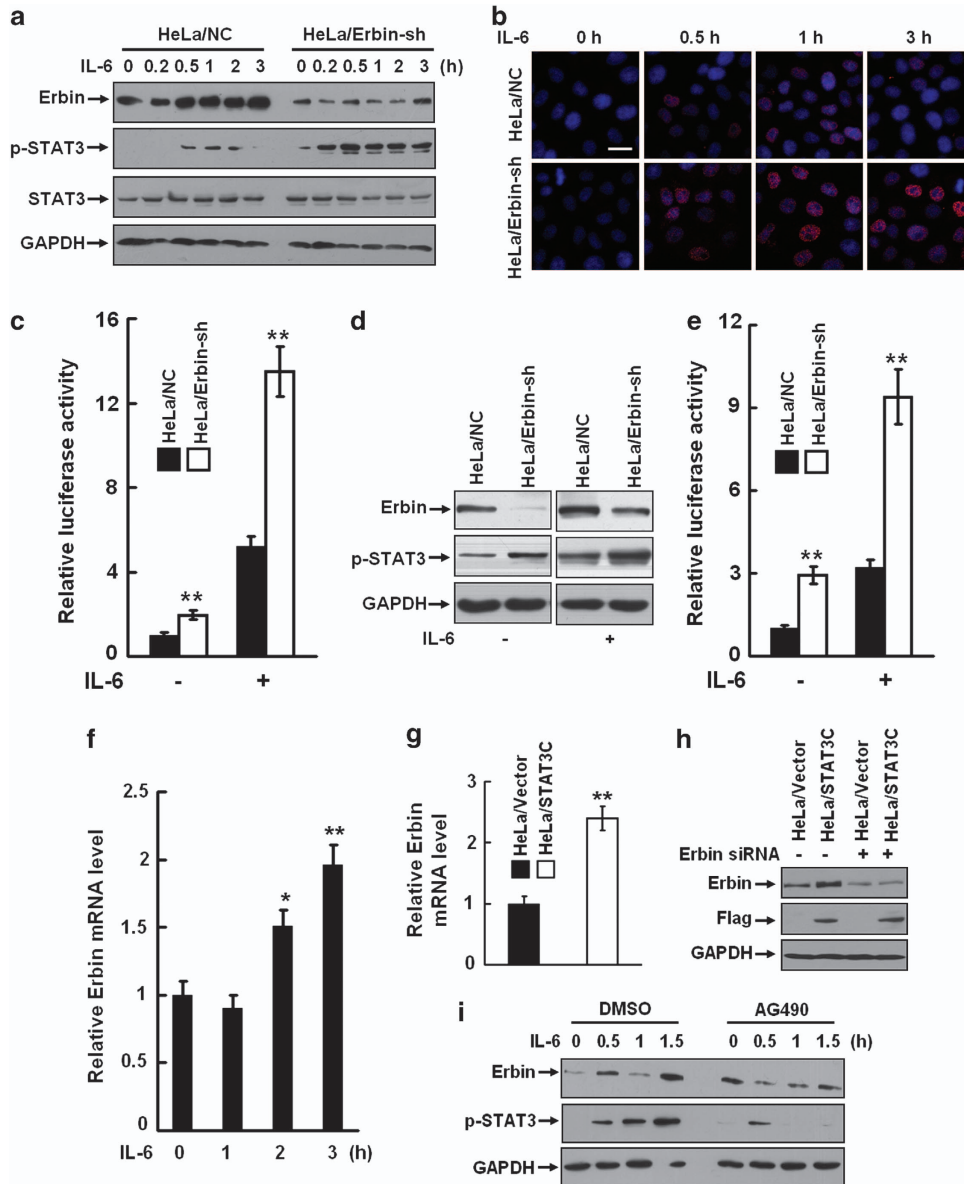 a
HeLa/NC HeLa/Erbin-sh
IL-6 0 0.2 0.5 1 2 3 0 0.2 0.5 1 2 3 (h)
Erbin
p-STAT3
STAT3
GAPDH
b
IL-6 0 h 0.5 h 1 h 3 h
HeLa/NC
HeLa/Erbin-sh
c
Relative luciferase activity
16
12
8
4
0
HeLa/NC
HeLa/Erbin-sh
**
**
IL-6 - +
d
HeLa/NC HeLa/Erbin-sh HeLa/NC HeLa/Erbin-sh
Erbin
p-STAT3
GAPDH
IL-6 - +
e
Relative luciferase activity
12
9
6
3
0
HeLa/NC
HeLa/Erbin-sh
**
**
IL-6 - +
f
Relative Erbin mRNA level
2.5
2
1.5
1
0.5
0
*
**
IL-6 0 1 2 3 (h)
g
Relative Erbin
mRNA level
3
2
1
0
HeLa/Vector
HeLa/STAT3C
**
h
HeLa/Vector HeLa/STAT3C HeLa/Vector HeLa/STAT3C
Erbin siRNA - - + +
Erbin
Flag
GAPDH
i
DMSO AG490
IL-6 0 0.5 1 1.5 0 0.5 1 1.5 (h)
Erbin
p-STAT3
GAPDH